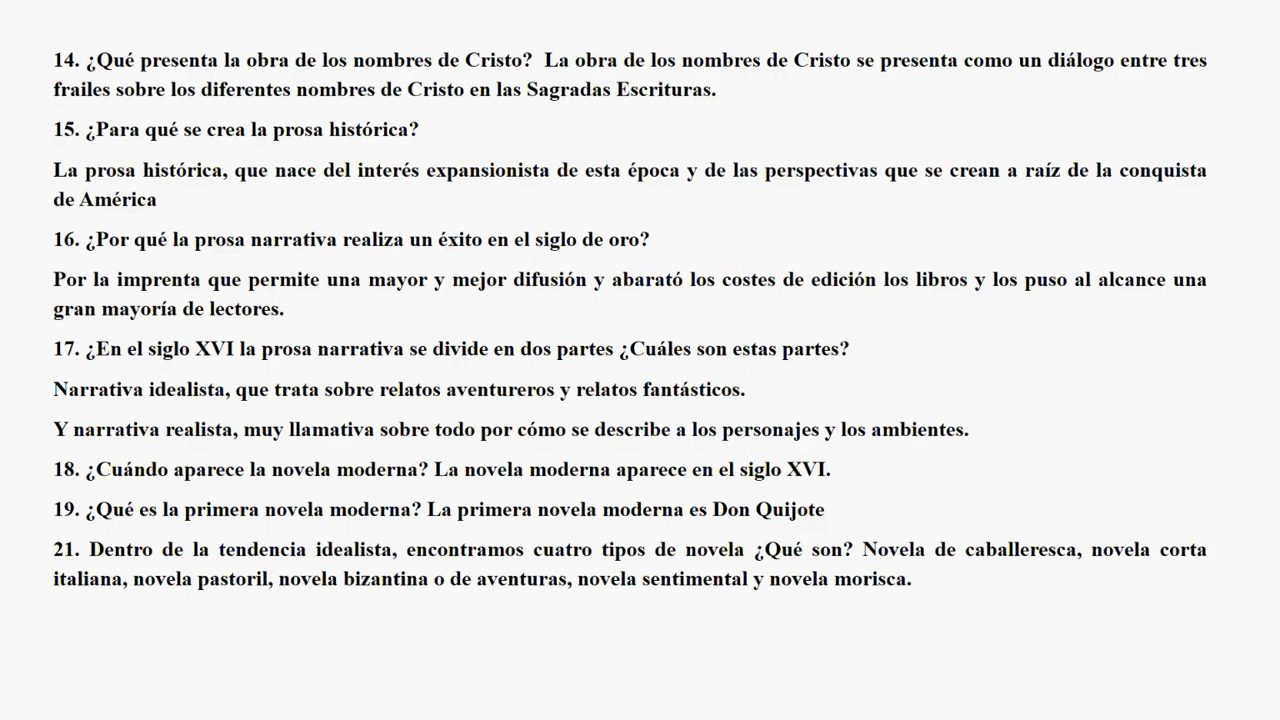 14. ¿Qué presenta la obra de los nombres de Cristo?  La obra de los nombres de Cristo se presenta como un diálogo entre tres
frailes sobre los diferentes nombres de Cristo en las Sagradas Escrituras.
15. ¿Para qué se crea la prosa histórica?
La prosa histórica, que nace del interés expansionista de esta época y de las perspectivas que se crean a raíz de la conquista
de América
16. ¿Por qué la prosa narrativa realiza un éxito en el siglo de oro?
Por la imprenta que permite una mayor y mejor difusión y abarató los costes de edición los libros y los puso al alcance una
gran mayoría de lectores.
17. ¿En el siglo XVI la prosa narrativa se divide en dos partes ¿Cuáles son estas partes?
Narrativa idealista, que trata sobre relatos aventureros y relatos fantásticos.
Y narrativa realista, muy llamativa sobre todo por cómo se describe a los personajes y los ambientes.
18. ¿Cuándo aparece la novela moderna? La novela moderna aparece en el siglo XVI.
19. ¿Qué es la primera novela moderna? La primera novela moderna es Don Quijote
21. Dentro de la tendencia idealista, encontramos cuatro tipos de novela ¿Qué son? Novela de caballeresca, novela corta
italiana, novela pastoril, novela bizantina o de aventuras, novela sentimental y novela morisca.